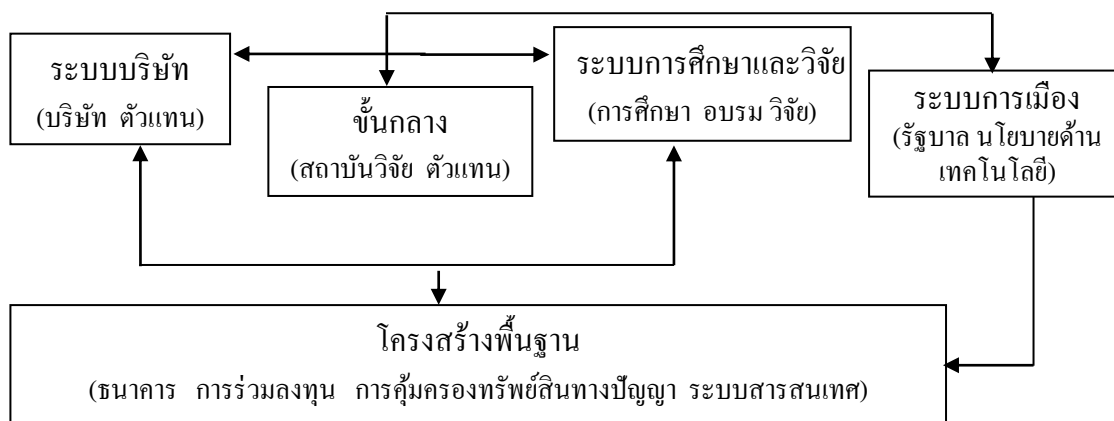 ระบบบริษัท
(บริษัท ตัวแทน)
ขั้นกลาง
(สถาบันวิจัย ตัวแทน)
ระบบการศึกษาและวิจัย
(การศึกษา อบรม วิจัย)
ระบบการเมือง
(รัฐบาล นโยบายด้าน
เทคโนโลยี)
โครงสร้างพื้นฐาน
(ธนาคาร การร่วมลงทุน การคุ้มครองทรัพย์สินทางปัญญา ระบบสารสนเทศ)